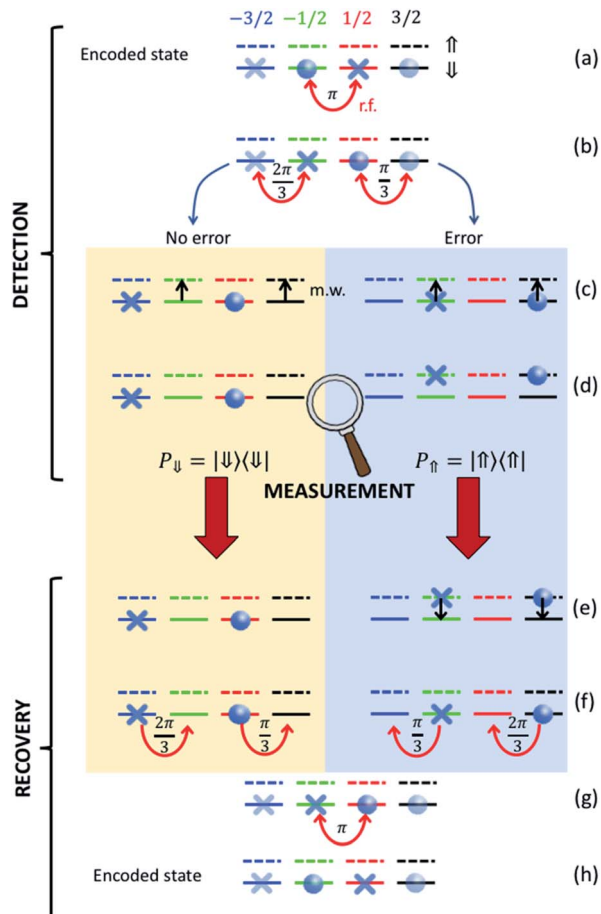 −3/2 −1/2 1/2 3/2
Encoded state ⇑ (a)
⇓
π
r.f.
(b)
2π/3 π/3
No error Error
DETECTION
m.w. (c)
(d)
P⇓ = |⇓⟩⟨⇓| P⇑ = |⇑⟩⟨⇑|
MEASUREMENT
RECOVERY
(e)
(f)
2π/3 π/3 π/3 2π/3
(g)
π
Encoded state (h)